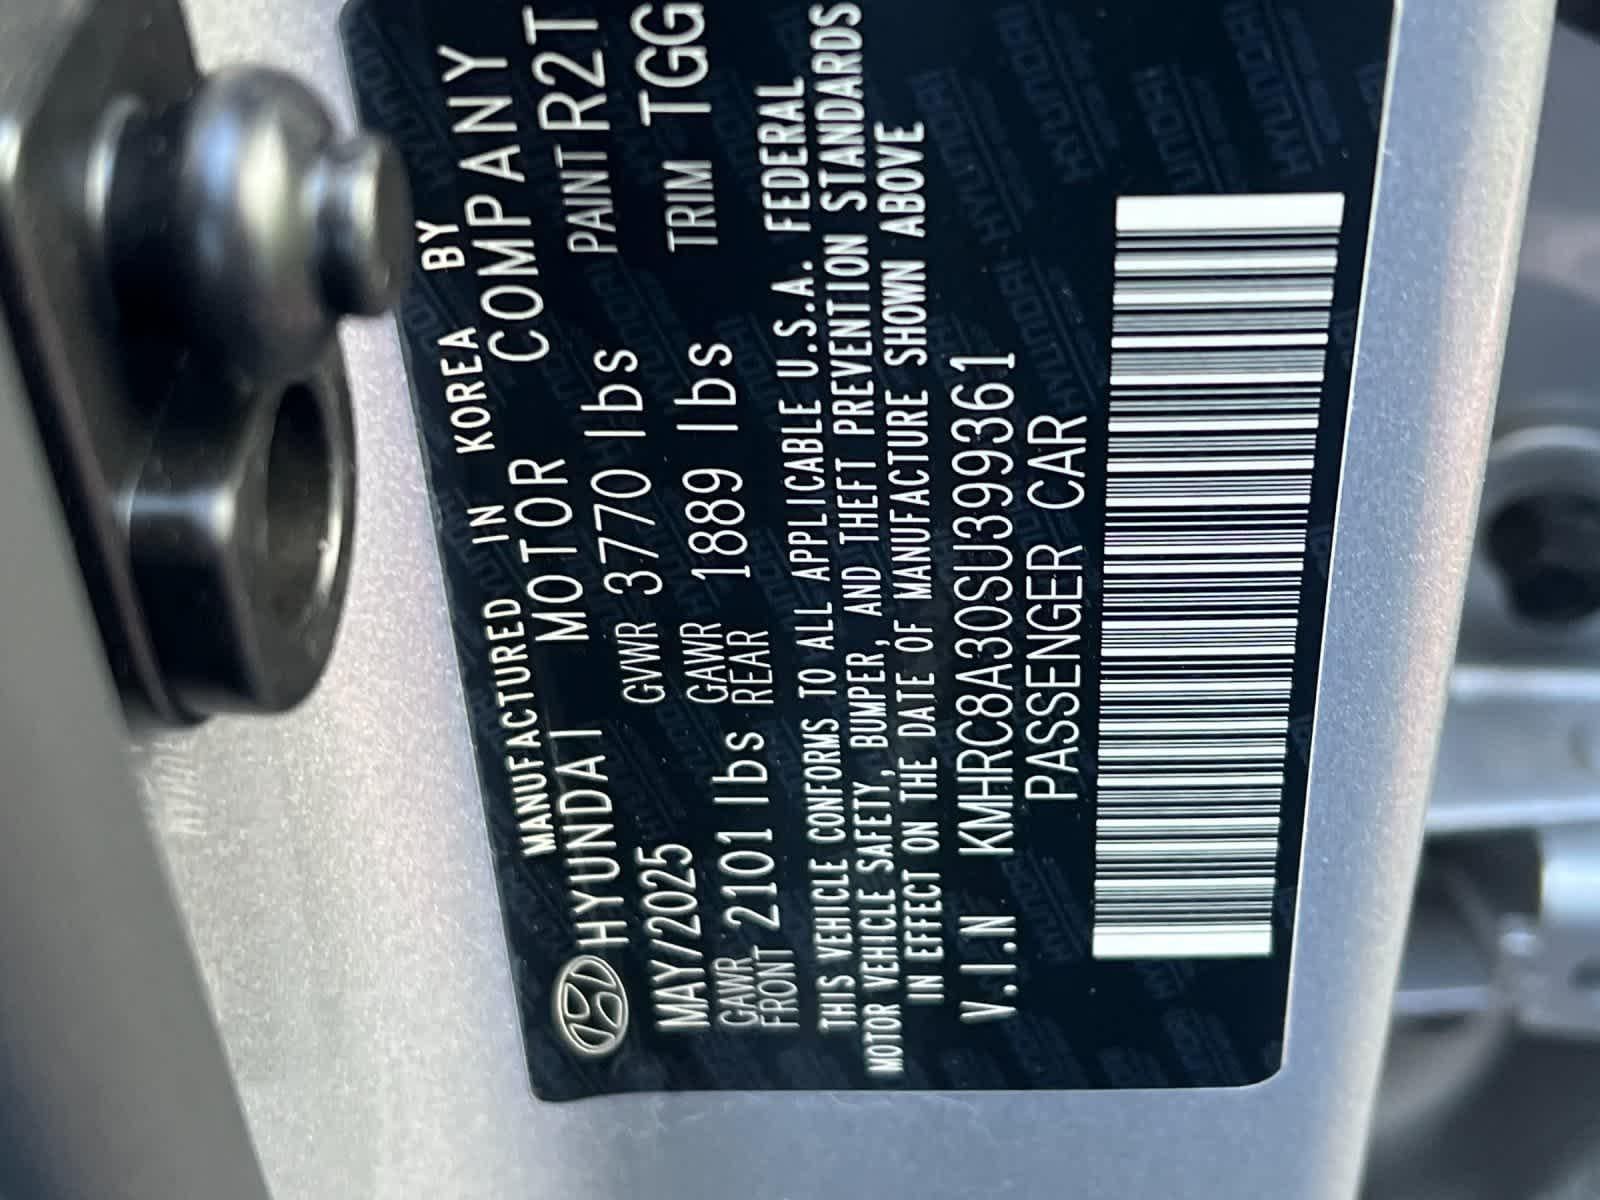 MANUFACTURED IN KOREA BY
HYUNDAI MOTOR COMPANY
MAY/2025 GVWR 3770 lbs PAINT R2T
GAWR FRONT 2101 lbs GAWR REAR 1889 lbs TRIM TGG
THIS VEHICLE CONFORMS TO ALL APPLICABLE U.S.A. FEDERAL
MOTOR VEHICLE SAFETY, BUMPER, AND THEFT PREVENTION STANDARDS
IN EFFECT ON THE DATE OF MANUFACTURE SHOWN ABOVE
V.I.N KMHRC8A30SU399361
PASSENGER CAR